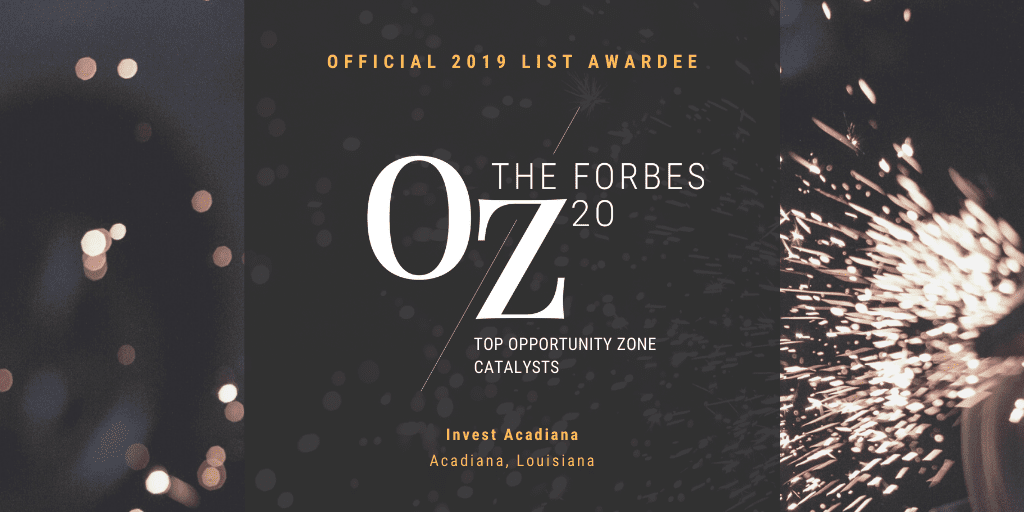 OFFICIAL 2019 LIST AWARDEE
OZ
THE FORBES
20
TOP OPPORTUNITY ZONE
CATALYSTS
Invest Acadiana
Acadiana, Louisiana